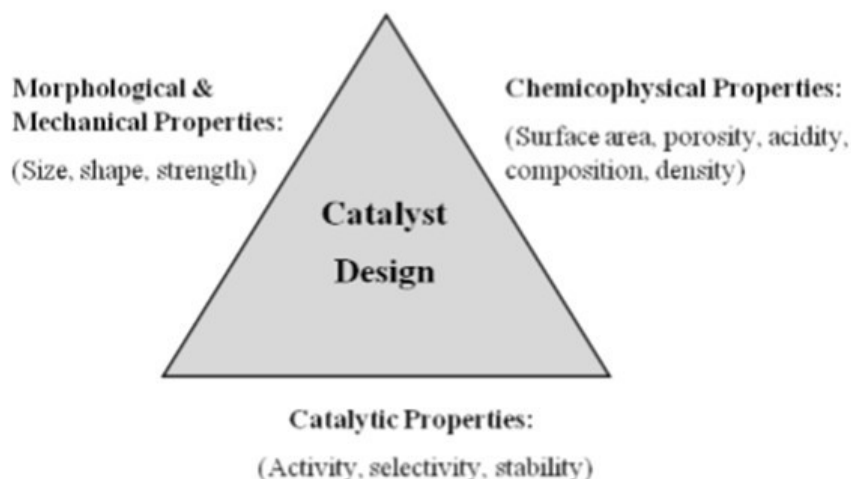 Morphological &
Mechanical Properties:
(Size, shape, strength)
Chemicophysical Properties:
(Surface area, porosity, acidity,
composition, density)
Catalyst
Design
Catalytic Properties:
(Activity, selectivity, stability)